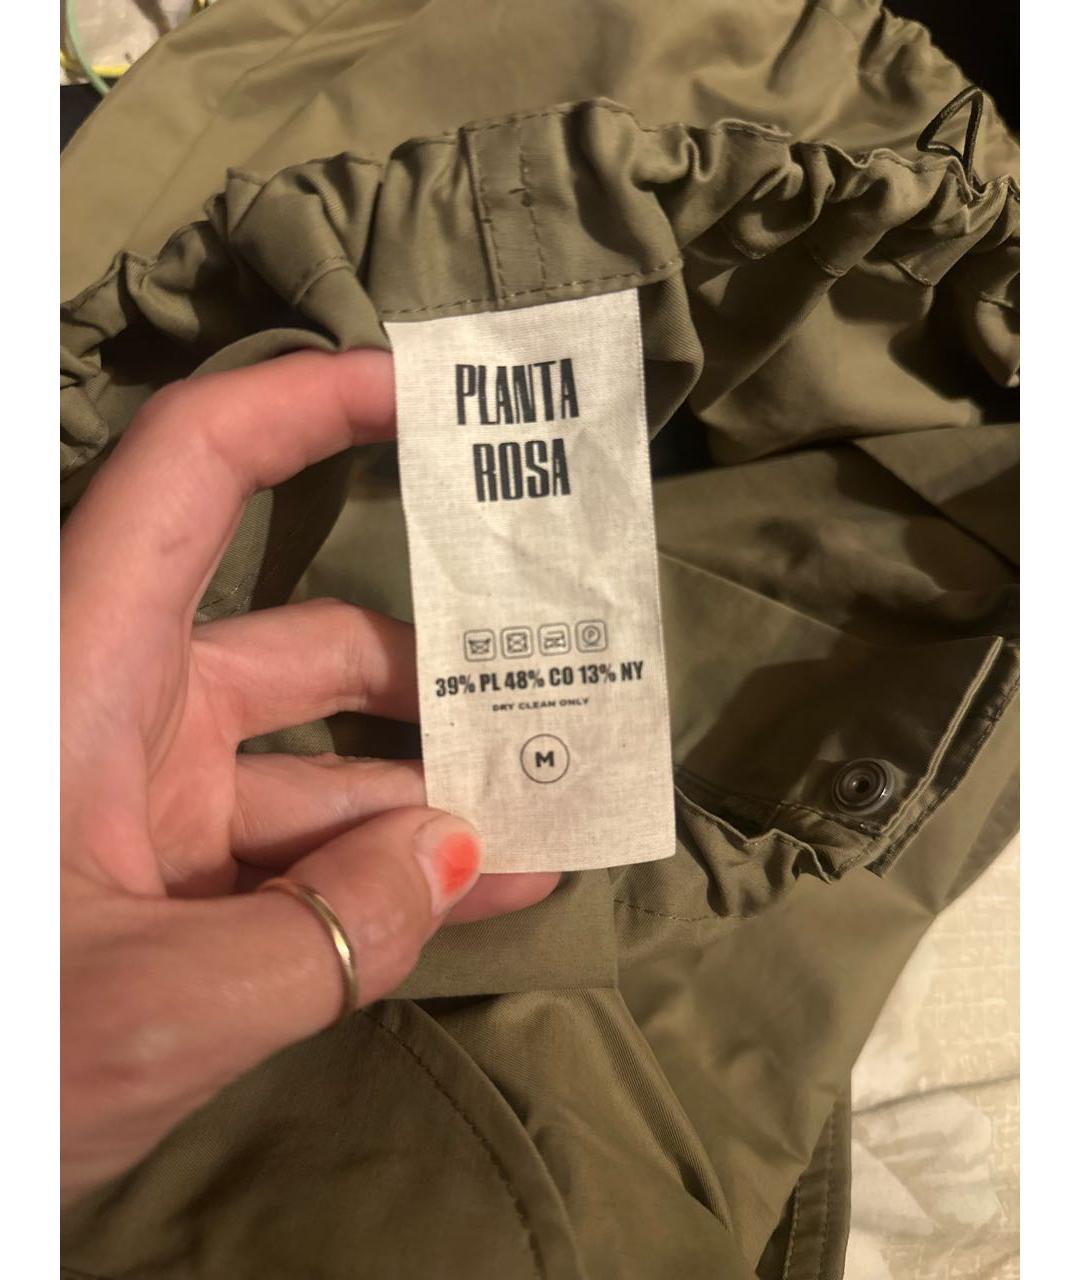 PLANTA
ROSA
P
39% PL 48% CO 13% NY
DRY CLEAN ONLY
M